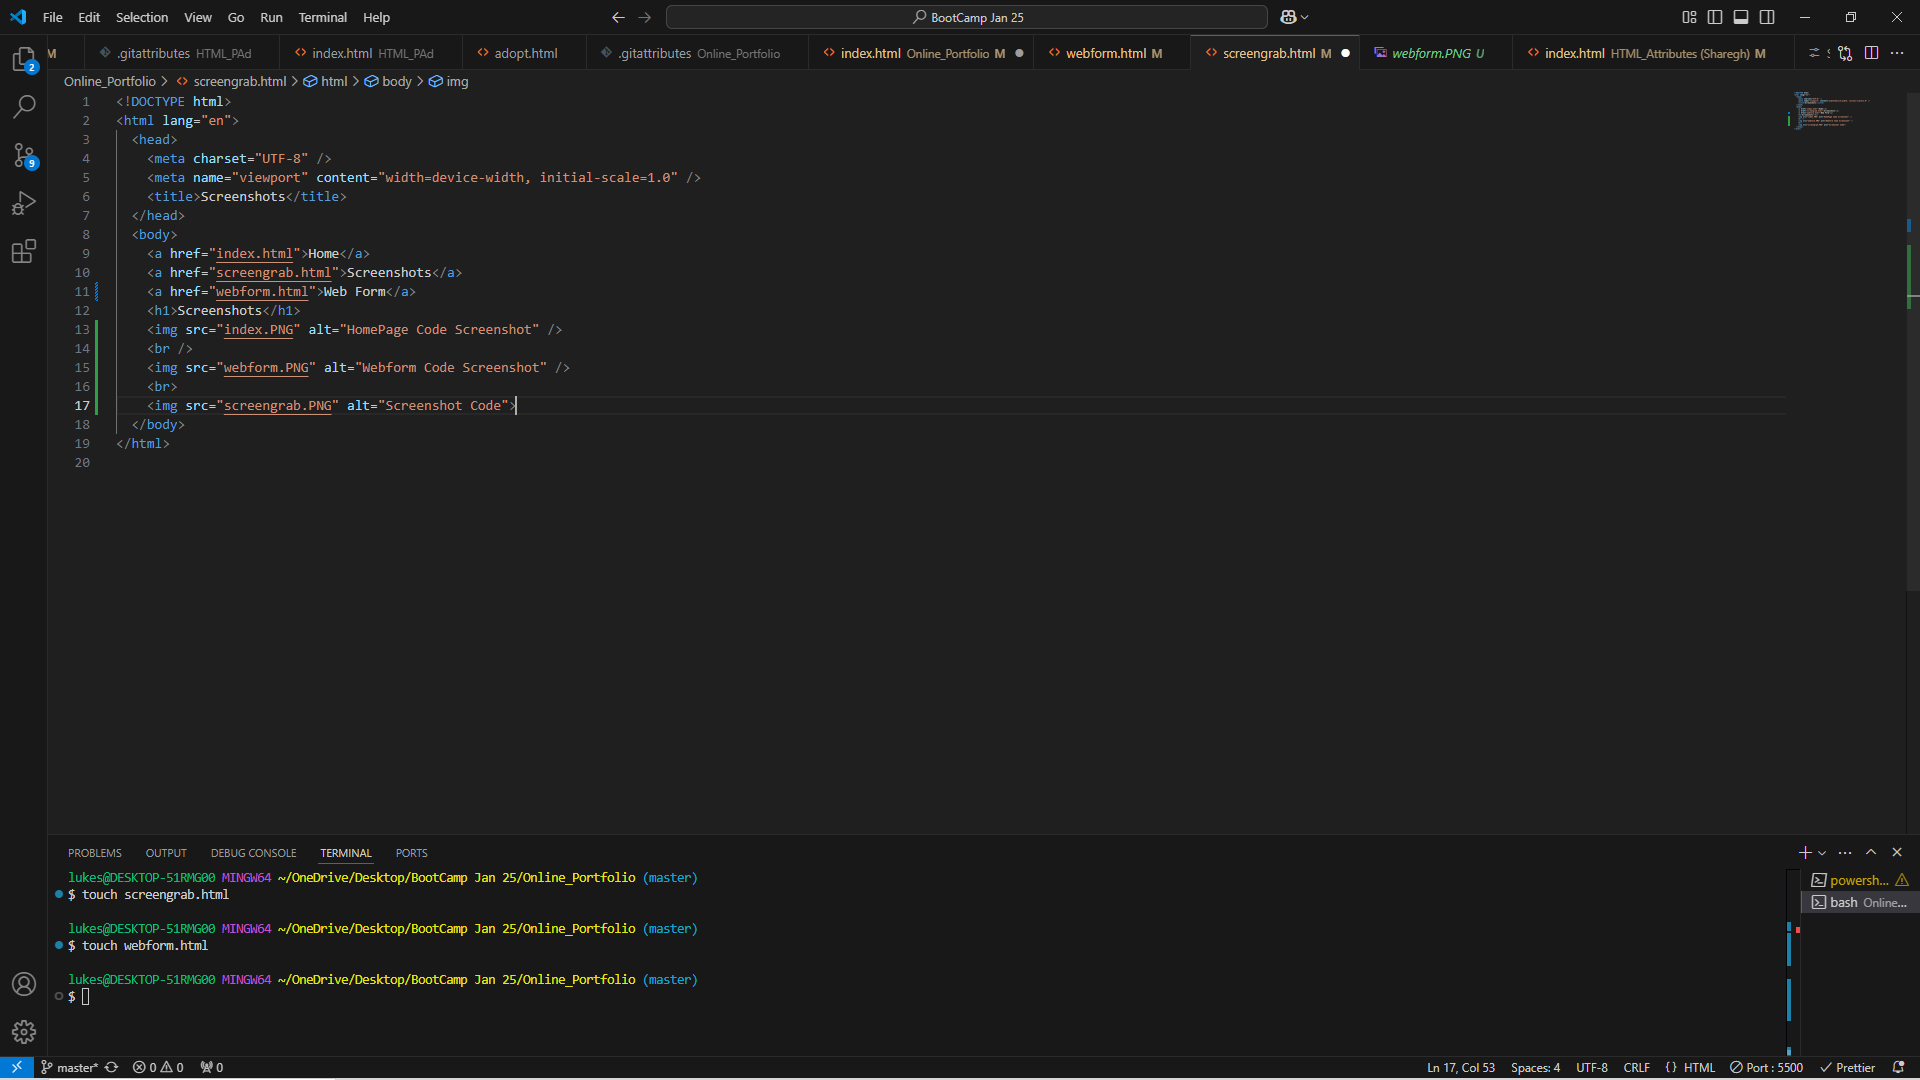 File Edit Selection View Go Run Terminal Help BootCamp Jan 25
M .gitattributes HTML_PAd index.html HTML_PAd adopt.html .gitattributes Online_Portfolio index.html Online_Portfolio M webform.html M screengrab.html M webform.PNG U index.html HTML_Attributes (Sharegh) M
Online_Portfolio > screengrab.html > html > body > img
1 <!DOCTYPE html>
2 <html lang="en">
3 <head>
4 <meta charset="UTF-8" />
5 <meta name="viewport" content="width=device-width, initial-scale=1.0" />
6 <title>Screenshots</title>
7 </head>
8 <body>
9 <a href="index.html">Home</a>
10 <a href="screengrab.html">Screenshots</a>
11 <a href="webform.html">Web Form</a>
12 <h1>Screenshots</h1>
13 <img src="index.PNG" alt="HomePage Code Screenshot" />
14 <br />
15 <img src="webform.PNG" alt="Webform Code Screenshot" />
16 <br>
17 <img src="screengrab.PNG" alt="Screenshot Code">
18 </body>
19 </html>
20
2
9
PROBLEMS OUTPUT DEBUG CONSOLE TERMINAL PORTS
lukes@DESKTOP-51RMG00 MINGW64 ~/OneDrive/Desktop/BootCamp Jan 25/Online_Portfolio (master)
$ touch screengrab.html
lukes@DESKTOP-51RMG00 MINGW64 ~/OneDrive/Desktop/BootCamp Jan 25/Online_Portfolio (master)
$ touch webform.html
lukes@DESKTOP-51RMG00 MINGW64 ~/OneDrive/Desktop/BootCamp Jan 25/Online_Portfolio (master)
$
powersh...
bash Online...
master* 0 0 0 Ln 17, Col 53 Spaces: 4 UTF-8 CRLF {} HTML Port : 5500 Prettier